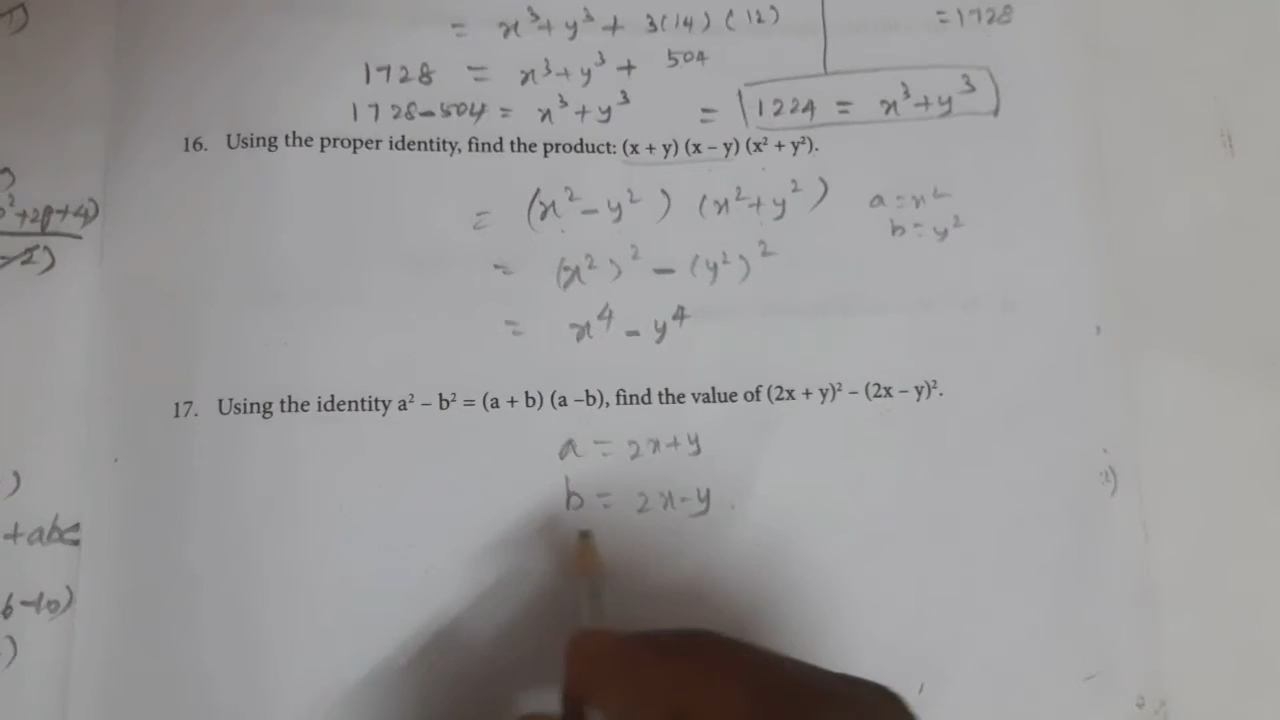 = x³+y³+ 3(14) (12)
=1728
1728 = x³+y³+ 504
1728-504 = x³+y³ = 1224 = x³+y³
16. Using the proper identity, find the product: (x + y) (x – y) (x² + y²).
= (x²-y²) (x²+y²) a=x²
b=y²
= (x²)² - (y²)²
= x⁴ - y⁴
17. Using the identity a² – b² = (a + b) (a –b), find the value of (2x + y)² – (2x – y)².
a = 2x+y
b = 2x-y
+abc
6-10)